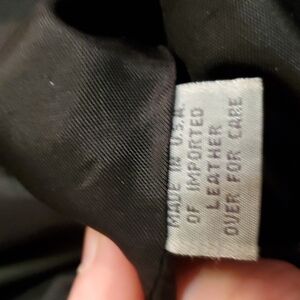 MADE IN U.S.A.
OF IMPORTED
LEATHER
OVER FOR CARE